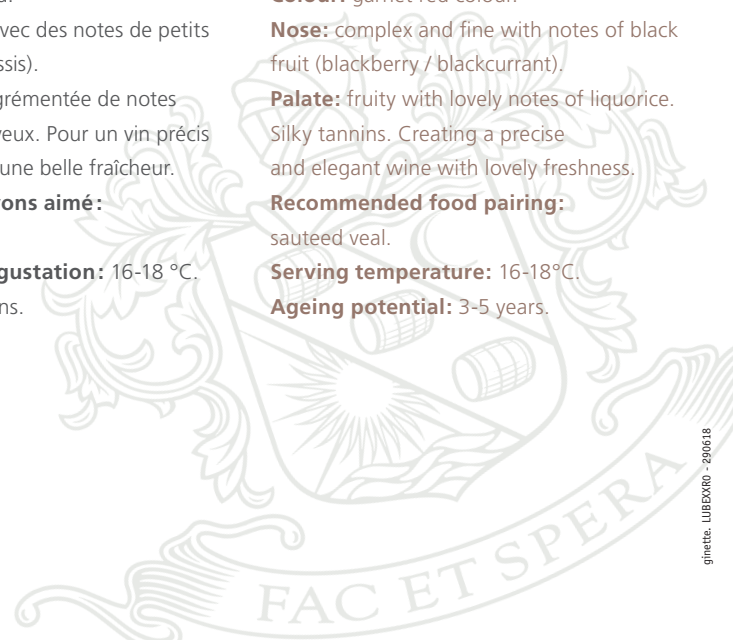 vec des notes de petits
ssis).
grémentée de notes
yeux. Pour un vin précis
une belle fraîcheur.
ons aimé :
gustation : 16-18 °C.
ns.
Nose: complex and fine with notes of black
fruit (blackberry / blackcurrant).
Palate: fruity with lovely notes of liquorice.
Silky tannins. Creating a precise
and elegant wine with lovely freshness.
Recommended food pairing:
sauteed veal.
Serving temperature: 16-18°C.
Ageing potential: 3-5 years.
FAC ET SPERA
ginette. LUBEXXR0 - 290618